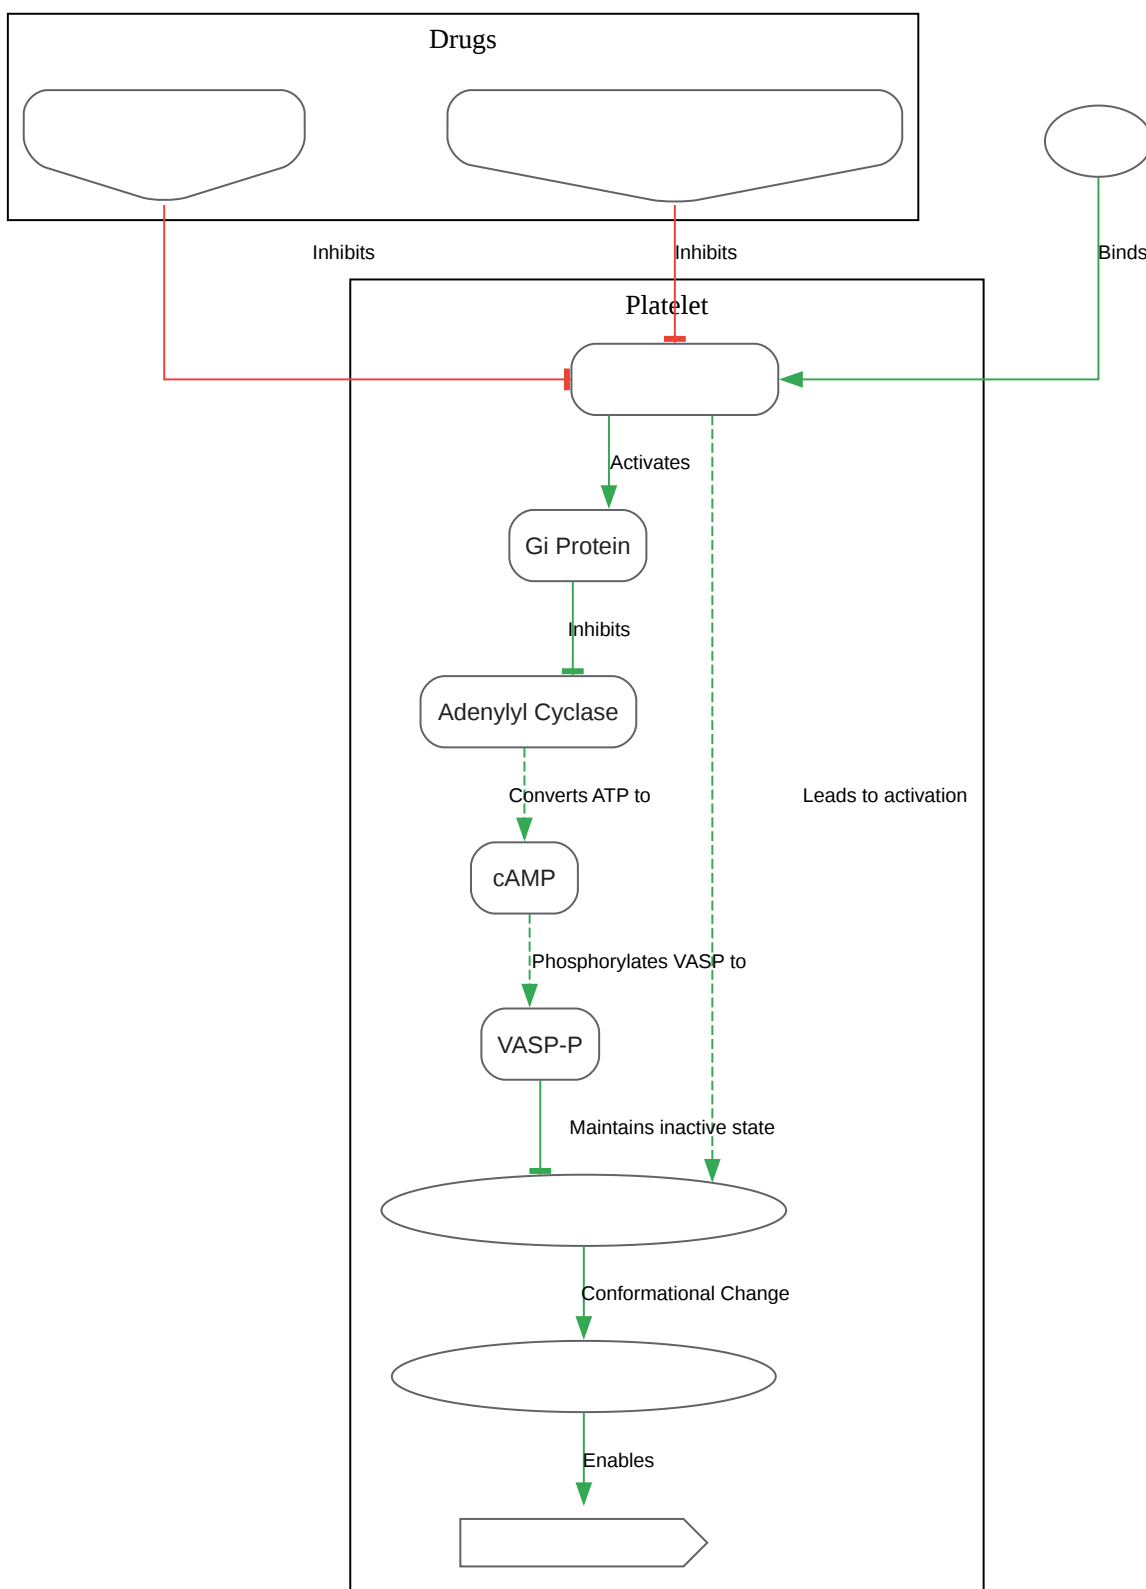 Drugs
Inhibits
Inhibits
Binds
Platelet
Activates
Gi Protein
Inhibits
Adenylyl Cyclase
Converts ATP to
Leads to activation
cAMP
Phosphorylates VASP to
VASP-P
Maintains inactive state
Conformational Change
Enables